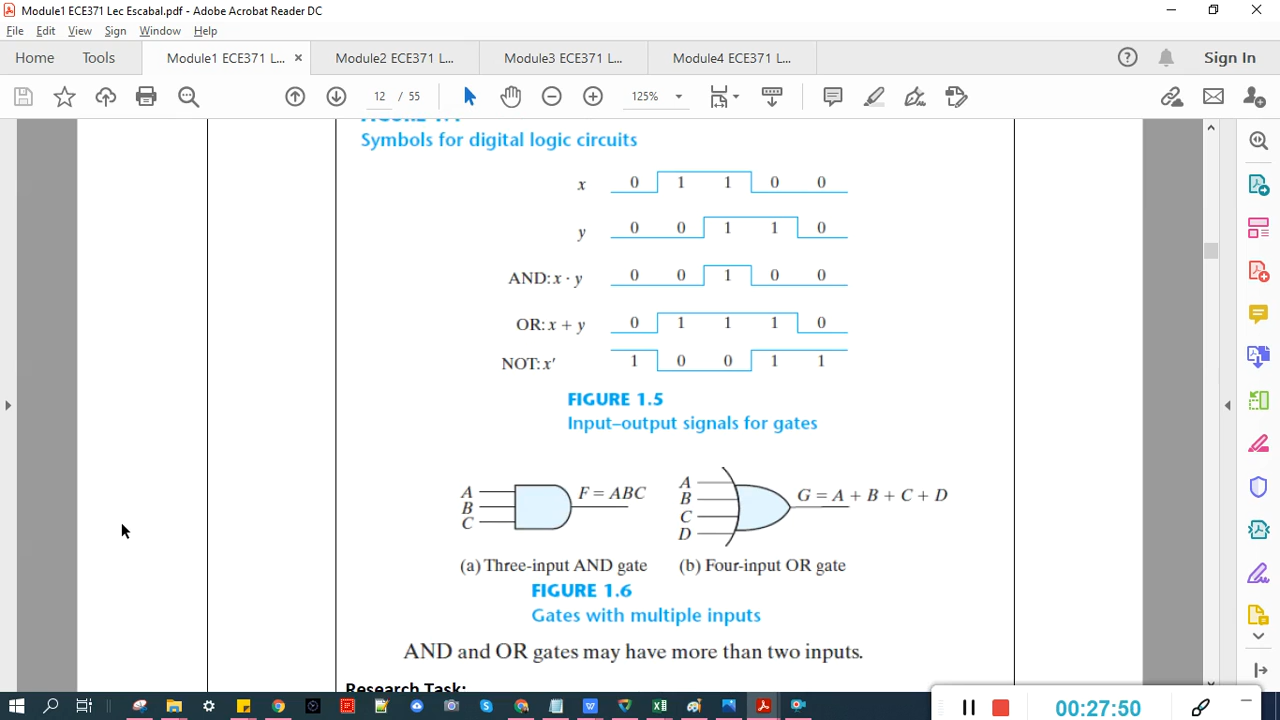 Module1 ECE371 Lec Escabal.pdf - Adobe Acrobat Reader DC
File Edit View Sign Window Help
Home Tools Module1 ECE371 L... × Module2 ECE371 L... Module3 ECE371 L... Module4 ECE371 L... Sign In
12 / 55 125%
Symbols for digital logic circuits
x 0 1 1 0 0
y 0 0 1 1 0
AND: x · y 0 0 1 0 0
OR: x + y 0 1 1 1 0
NOT: x′ 1 0 0 1 1
FIGURE 1.5
Input–output signals for gates
A
B
C
F = ABC
A
B
C
D
G = A + B + C + D
(a) Three-input AND gate (b) Four-input OR gate
FIGURE 1.6
Gates with multiple inputs
AND and OR gates may have more than two inputs.
Research Task:
00:27:50